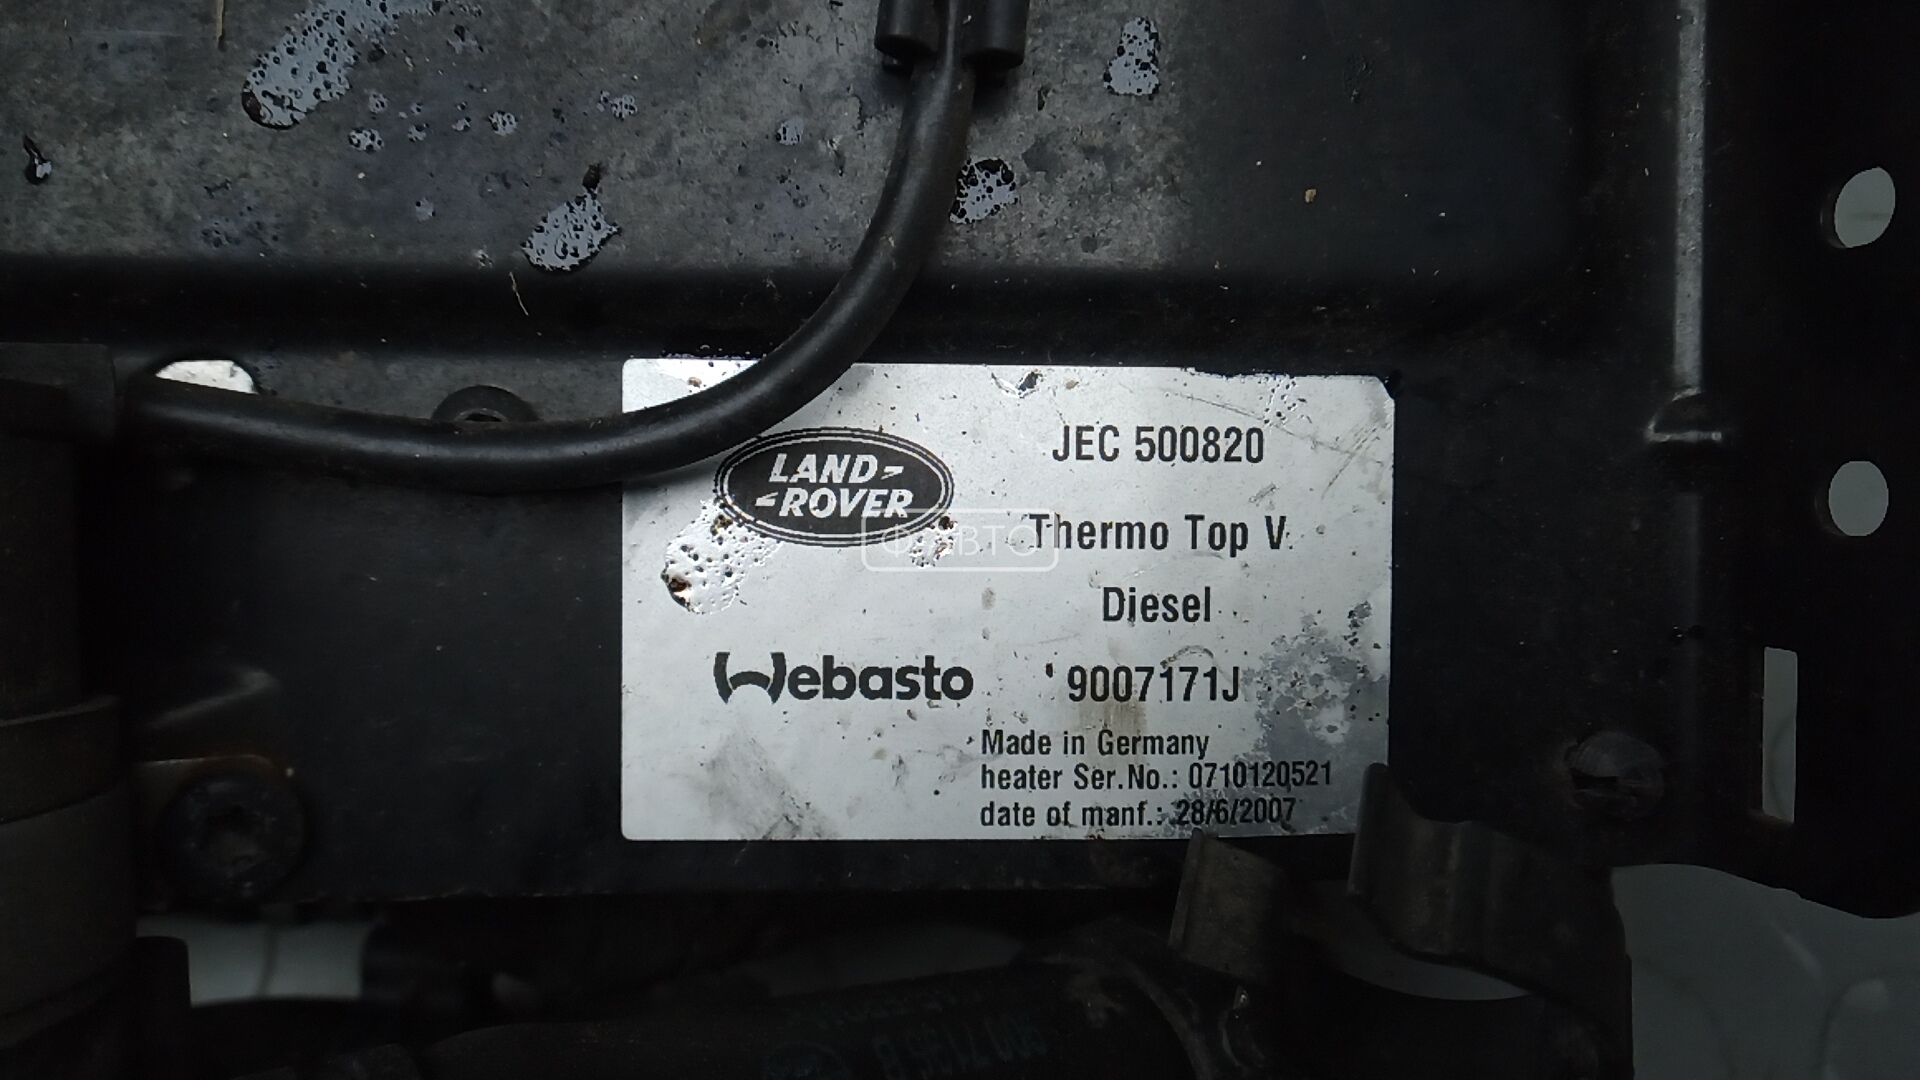 LAND-
-ROVER
JEC 500820
Thermo Top V
Diesel
Webasto
9007171J
Made in Germany
heater Ser.No.: 0710120521
date of manf.: 28/6/2007